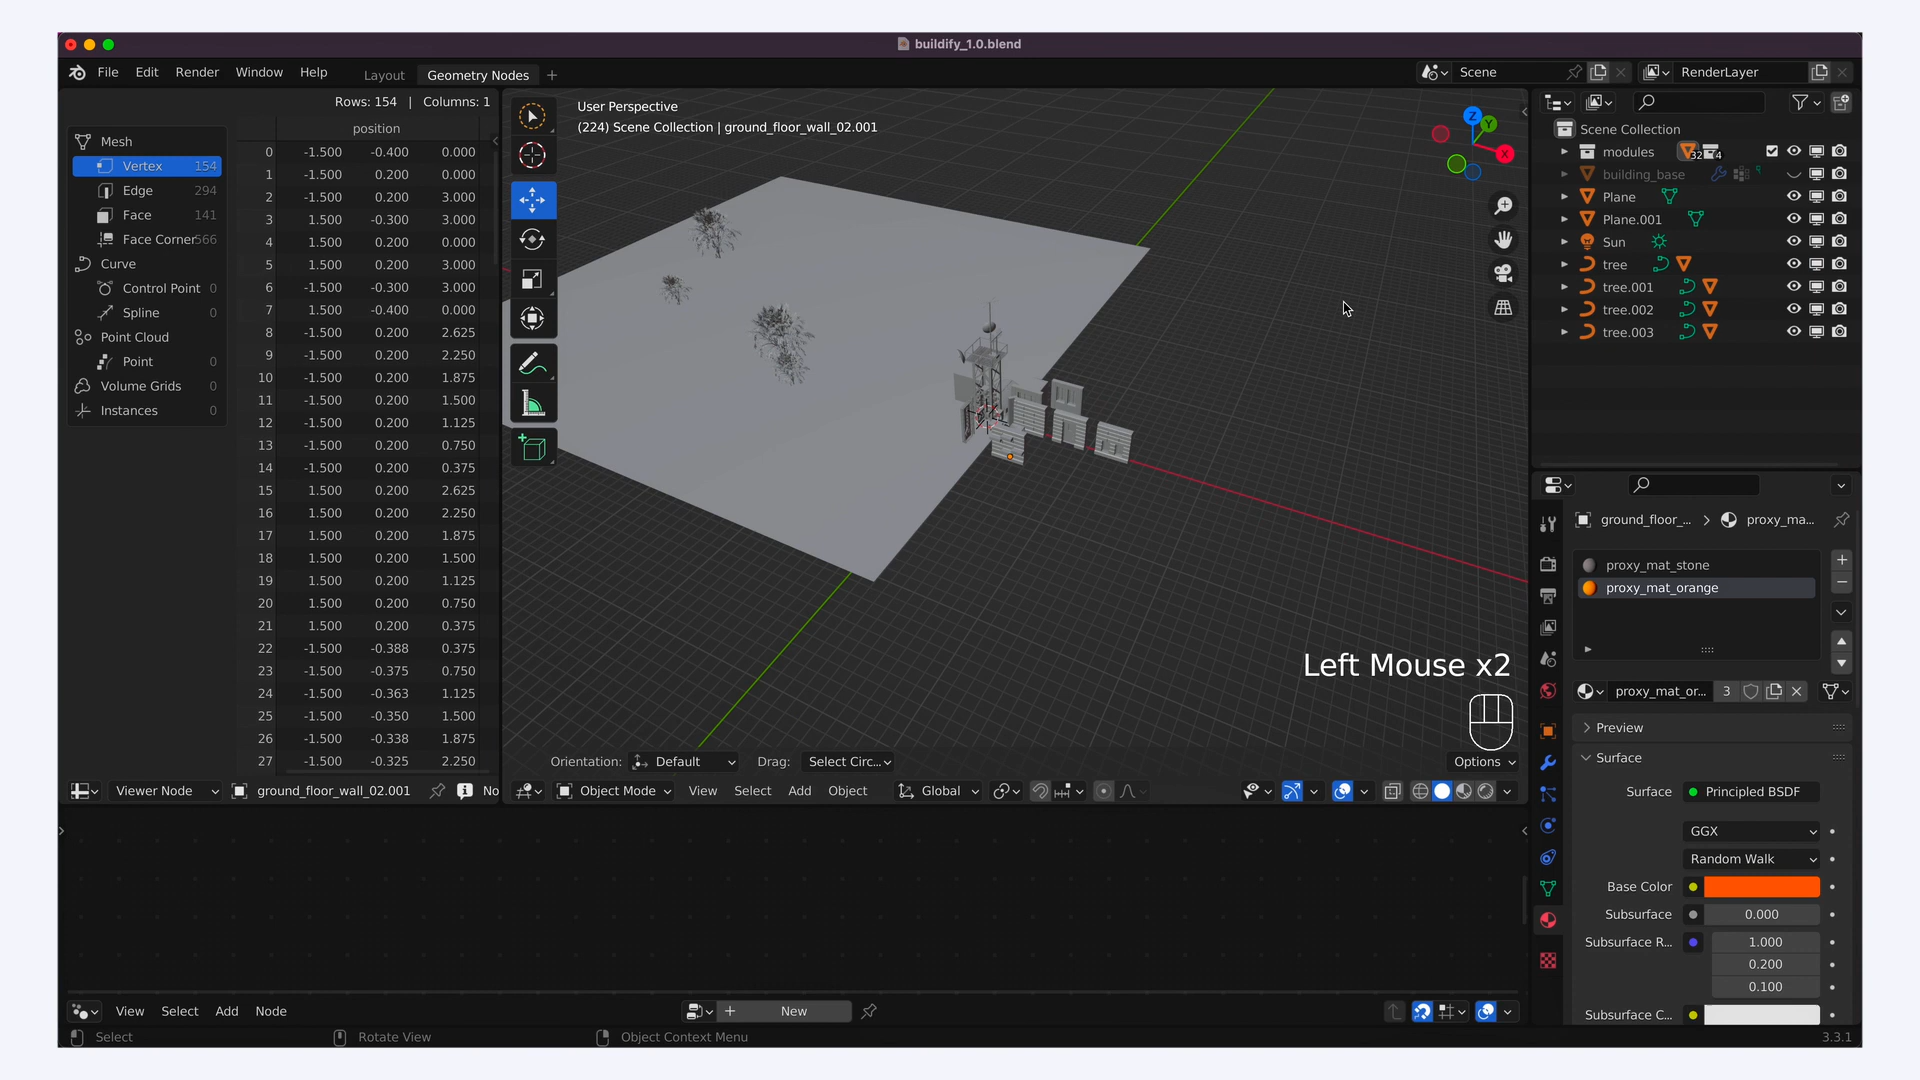 buildify_1.0.blend
File Edit Render Window Help Layout Geometry Nodes + Scene RenderLayer
Rows: 154 | Columns: 1
position
Mesh
Vertex 154
Edge 294
Face 141
Face Corner 566
Curve
Control Point 0
Spline 0
Point Cloud
Point 0
Volume Grids 0
Instances 0
0 -1.500 -0.400 0.000
1 -1.500 0.200 0.000
2 -1.500 0.200 3.000
3 1.500 -0.300 3.000
4 1.500 0.200 0.000
5 1.500 0.200 3.000
6 -1.500 -0.300 3.000
7 1.500 -0.400 0.000
8 -1.500 0.200 2.625
9 -1.500 0.200 2.250
10 -1.500 0.200 1.875
11 -1.500 0.200 1.500
12 -1.500 0.200 1.125
13 -1.500 0.200 0.750
14 -1.500 0.200 0.375
15 1.500 0.200 2.625
16 1.500 0.200 2.250
17 1.500 0.200 1.875
18 1.500 0.200 1.500
19 1.500 0.200 1.125
20 1.500 0.200 0.750
21 1.500 0.200 0.375
22 -1.500 -0.388 0.375
23 -1.500 -0.375 0.750
24 -1.500 -0.363 1.125
25 -1.500 -0.350 1.500
26 -1.500 -0.338 1.875
27 -1.500 -0.325 2.250
Viewer Node ground_floor_wall_02.001 No
User Perspective
(224) Scene Collection | ground_floor_wall_02.001
Z
Y
X
Left Mouse x2
Orientation: Default Drag: Select Circ... Options
Object Mode View Select Add Object Global
Scene Collection
modules 32 4
building_base
Plane
Plane.001
Sun
tree
tree.001
tree.002
tree.003
ground_floor_... > proxy_ma...
proxy_mat_stone
proxy_mat_orange
proxy_mat_or... 3
Preview
Surface
Surface Principled BSDF
GGX
Random Walk
Base Color
Subsurface 0.000
Subsurface R... 1.000
0.200
0.100
Subsurface C...
View Select Add Node + New
Select Rotate View Object Context Menu 3.3.1